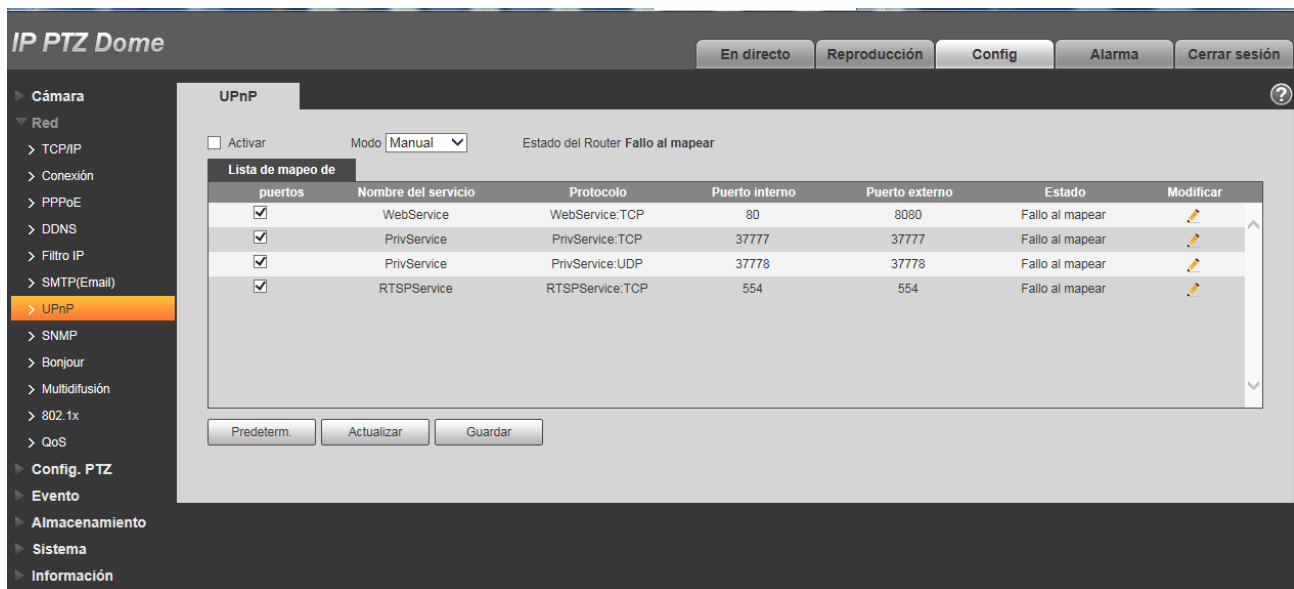 IP PTZ Dome
En directo
Reproducción
Config
Alarma
Cerrar sesión
Cámara
Red
> TCP/IP
> Conexión
> PPPoE
> DDNS
> Filtro IP
> SMTP(Email)
> UPnP
> SNMP
> Bonjour
> Multidifusión
> 802.1x
> QoS
Config. PTZ
Evento
Almacenamiento
Sistema
Información
UPnP
?
Activar Modo Manual Estado del Router Fallo al mapear
Lista de mapeo de
puertos Nombre del servicio Protocolo Puerto interno Puerto externo Estado Modificar
WebService WebService:TCP 80 8080 Fallo al mapear
PrivService PrivService:TCP 37777 37777 Fallo al mapear
PrivService PrivService:UDP 37778 37778 Fallo al mapear
RTSPService RTSPService:TCP 554 554 Fallo al mapear
Predeterm. Actualizar Guardar